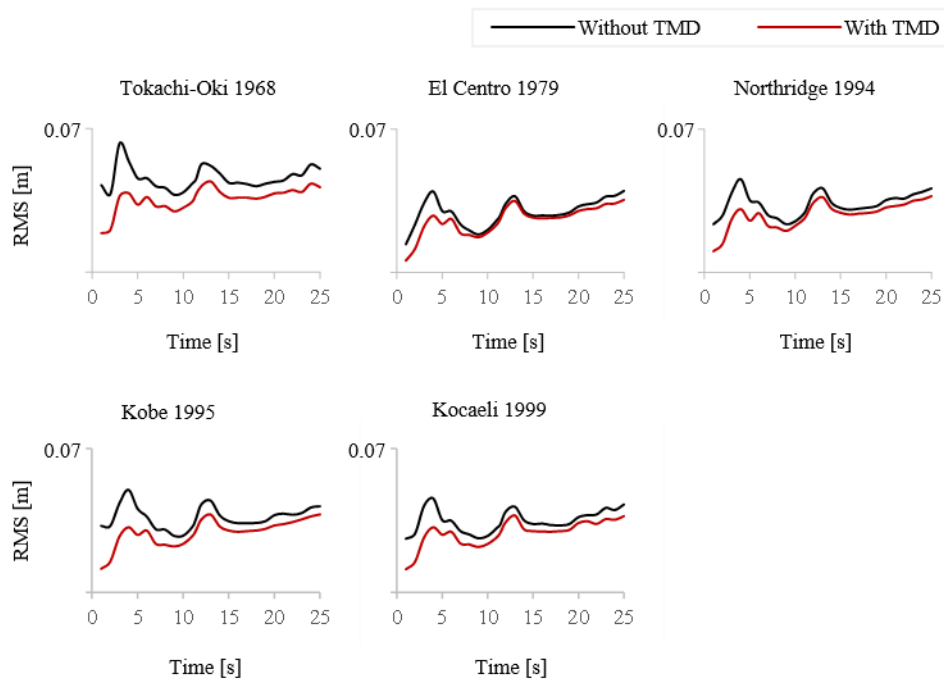 Without TMD With TMD
Tokachi-Oki 1968 El Centro 1979 Northridge 1994
0.07 0.07 0.07
RMS [m]
0 5 10 15 20 25 0 5 10 15 20 25 0 5 10 15 20 25
Time [s] Time [s] Time [s]
Kobe 1995 Kocaeli 1999
0.07 0.07
RMS [m]
0 5 10 15 20 25 0 5 10 15 20 25
Time [s] Time [s]